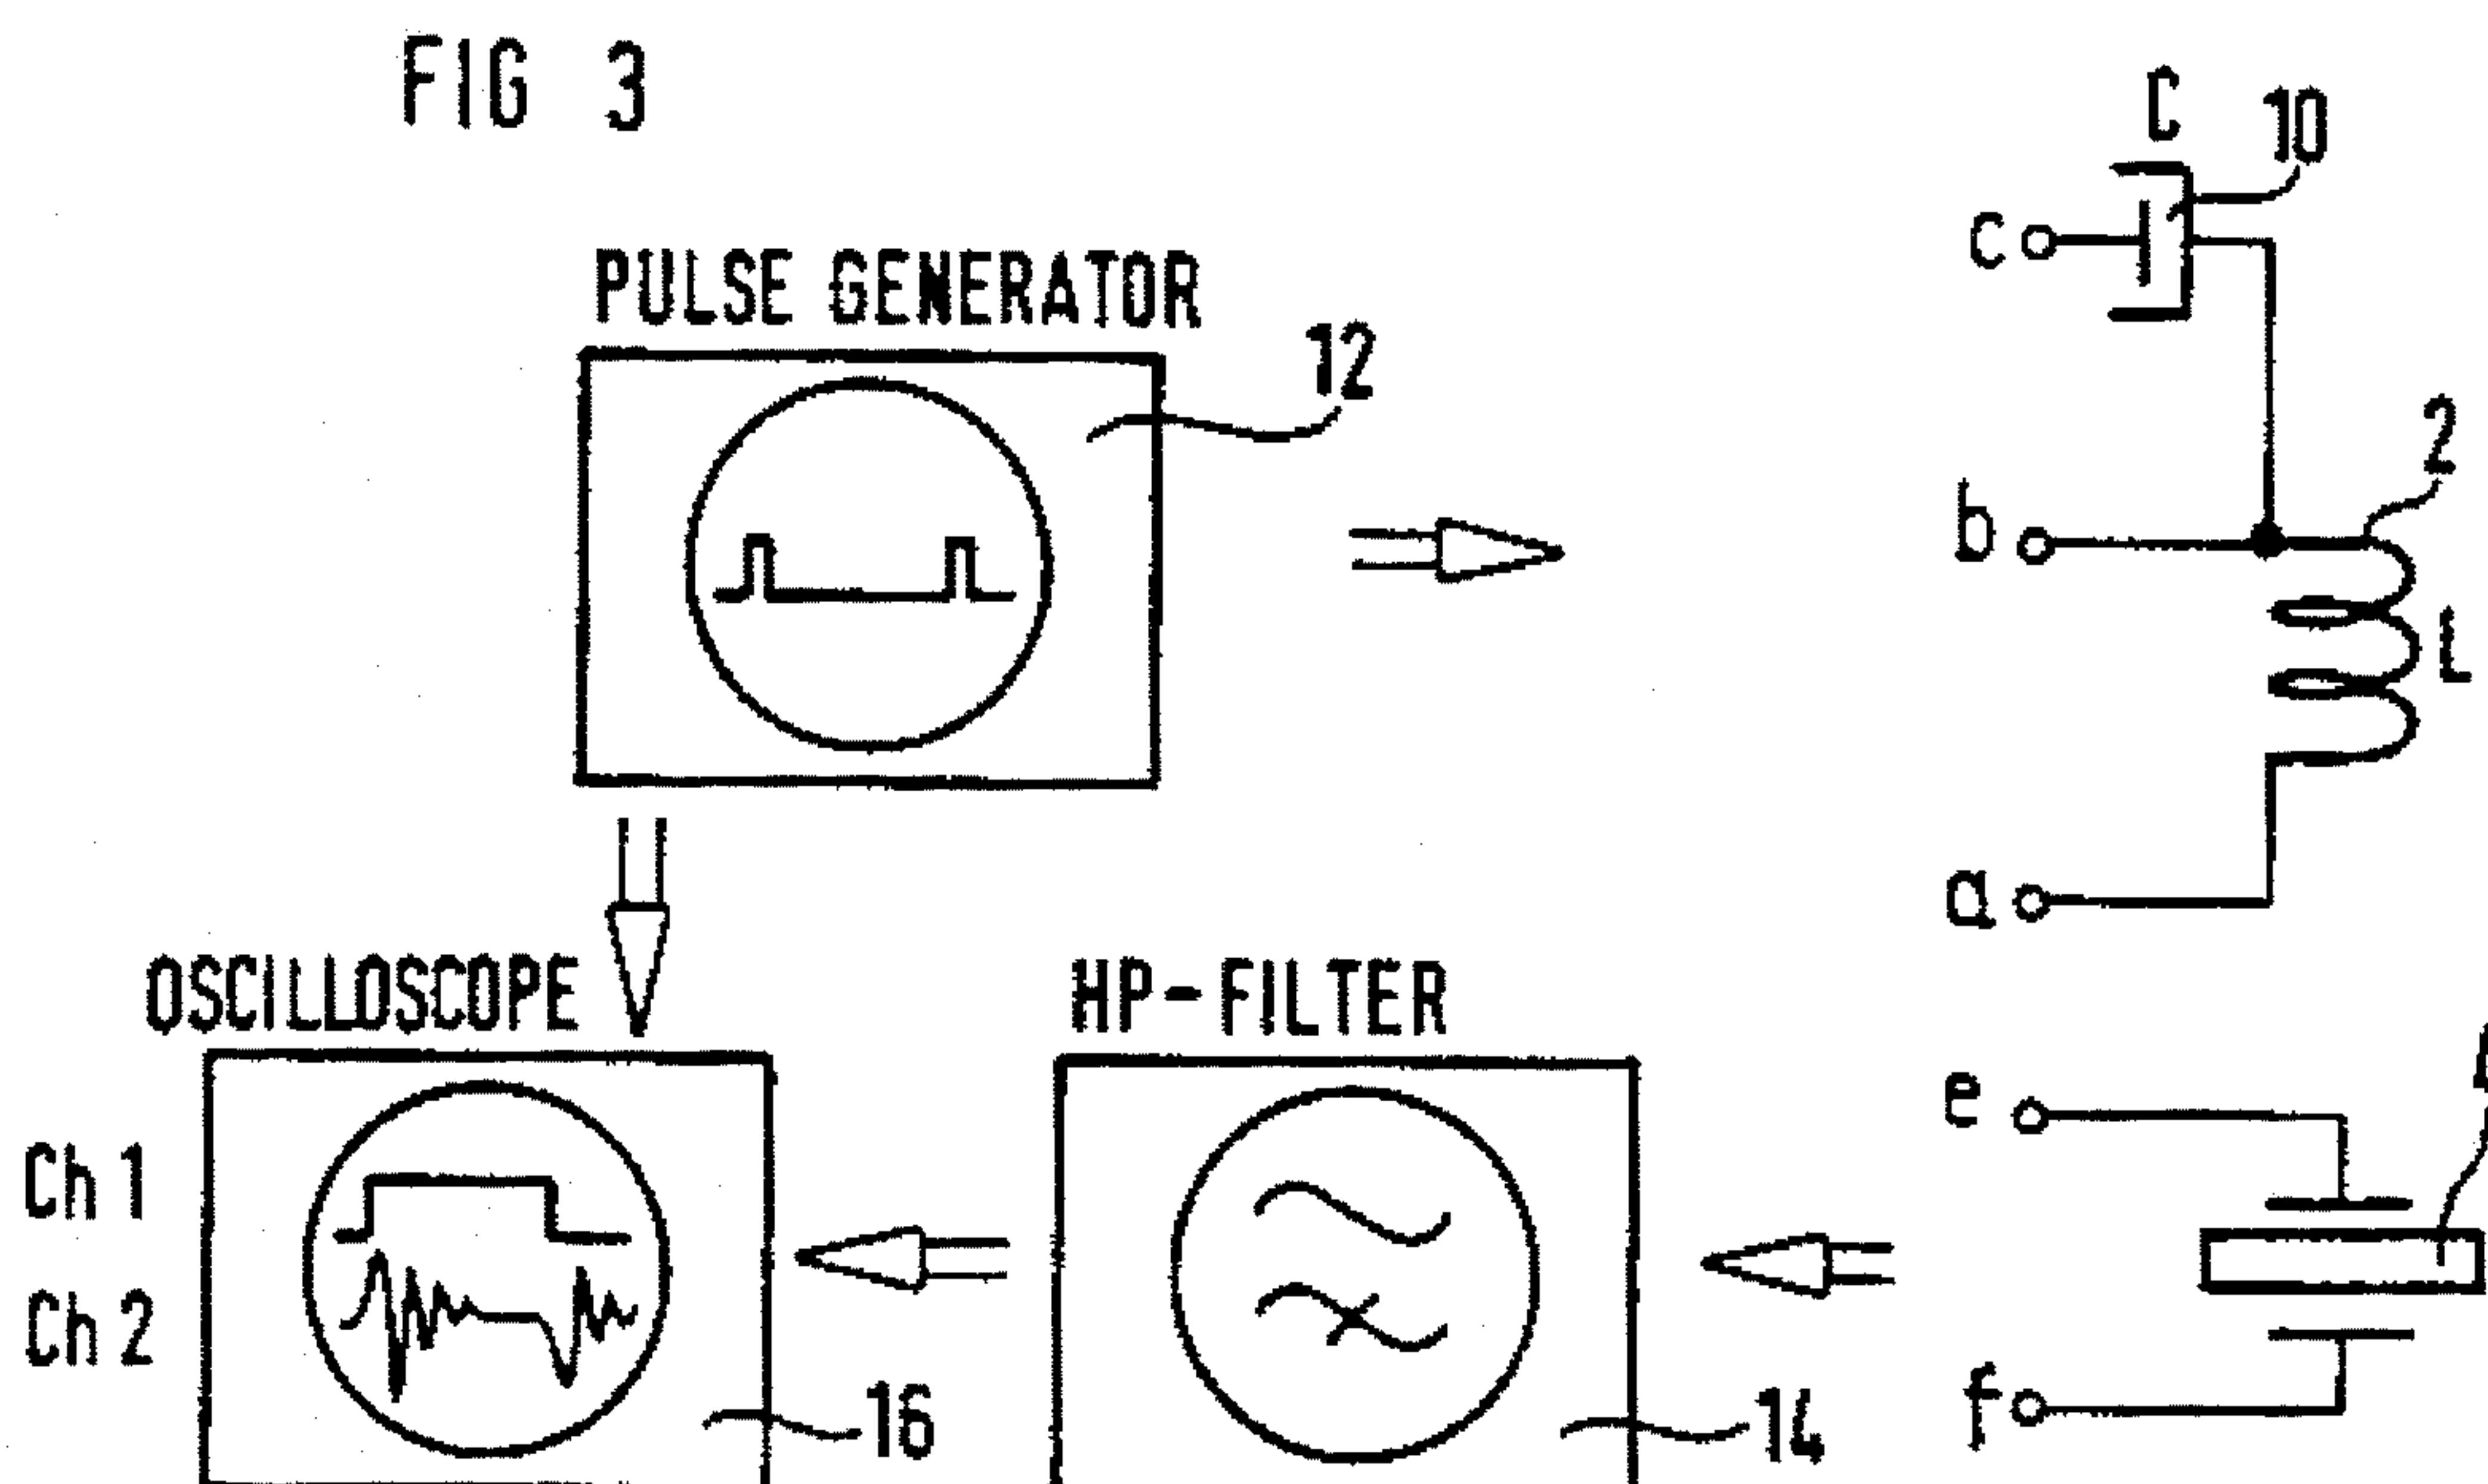 FIG 3
C
10
c
PULSE GENERATOR
12
2
b
L
a
OSCILLOSCOPE
HP-FILTER
e
Ch 1
Ch 2
f
16
14